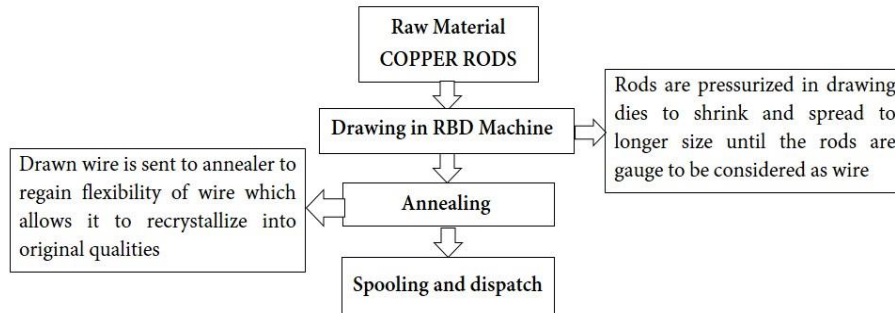 Raw Material
COPPER RODS
Drawing in RBD Machine
Rods are pressurized in drawing
dies to shrink and spread to
longer size until the rods are
gauge to be considered as wire
Drawn wire is sent to annealer to
regain flexibility of wire which
allows it to recrystallize into
original qualities
Annealing
Spooling and dispatch